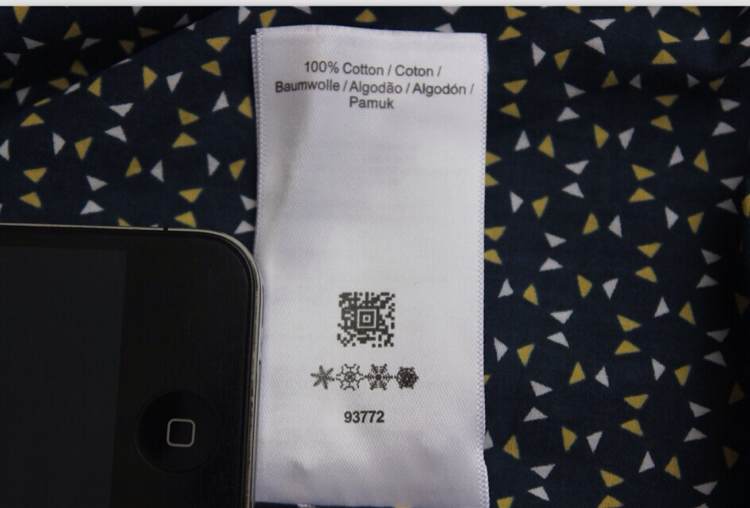 100% Cotton / Coton /
Baumwolle / Algodão / Algodón /
Pamuk
93772